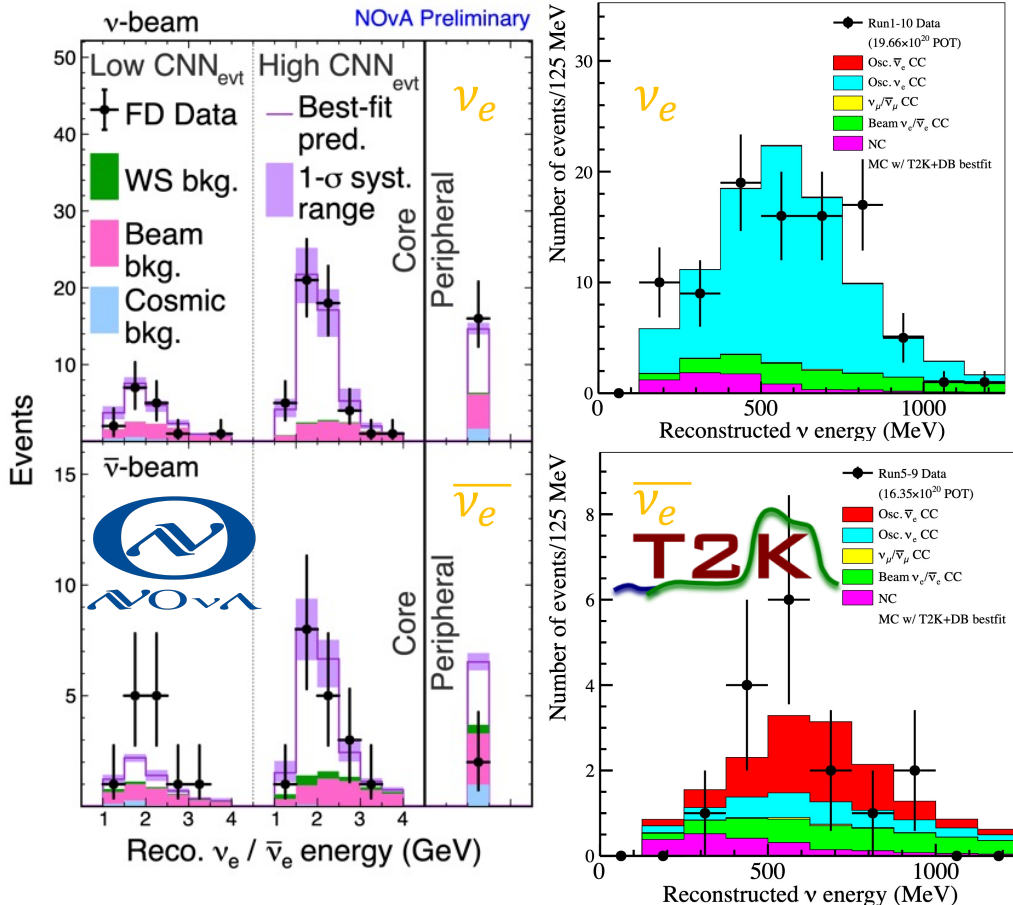 ν-beam
NOνA Preliminary
Low CNN_evt
High CNN_evt
ν_e
FD Data
WS bkg.
Beam bkg.
Cosmic bkg.
Best-fit pred.
1-σ syst. range
Core
Peripheral
50
40
30
20
10
Events
ν̄-beam
ν̄_e
NOνA
Core
Peripheral
15
10
5
0
1 2 3 4
1 2 3 4
Reco. ν_e / ν̄_e energy (GeV)
ν_e
Run1-10 Data
(19.66×10^20 POT)
Osc. ν̄_e CC
Osc. ν_e CC
ν_μ/ν̄_μ CC
Beam ν_e/ν̄_e CC
NC
MC w/ T2K+DB bestfit
Number of events/125 MeV
30
20
10
0
0 500 1000
Reconstructed ν energy (MeV)
ν̄_e
T2K
Run5-9 Data
(16.35×10^20 POT)
Osc. ν̄_e CC
Osc. ν_e CC
ν_μ/ν̄_μ CC
Beam ν_e/ν̄_e CC
NC
MC w/ T2K+DB bestfit
Number of events/125 MeV
8
6
4
2
0
0 500 1000
Reconstructed ν energy (MeV)